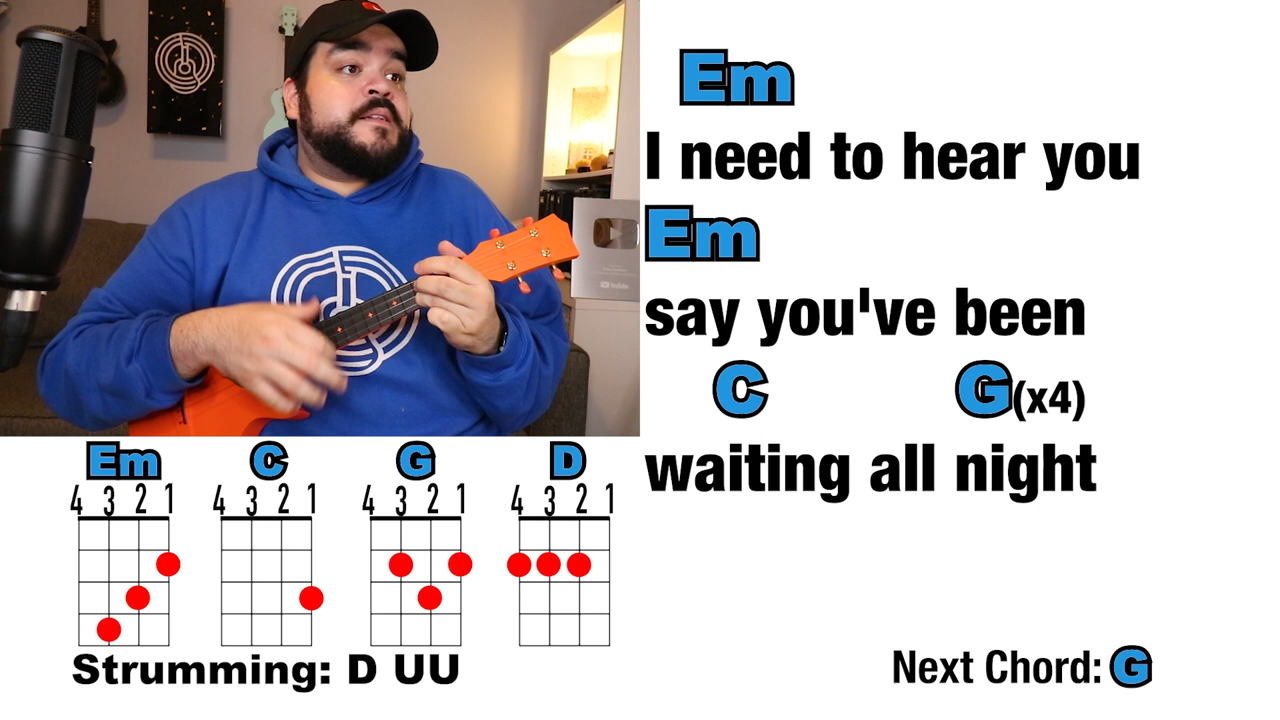 Em
I need to hear you
Em
say you've been
C G(x4)
waiting all night
Em C G D
4 3 2 1 4 3 2 1 4 3 2 1 4 3 2 1
Strumming: D UU
Next Chord: G
YouTube